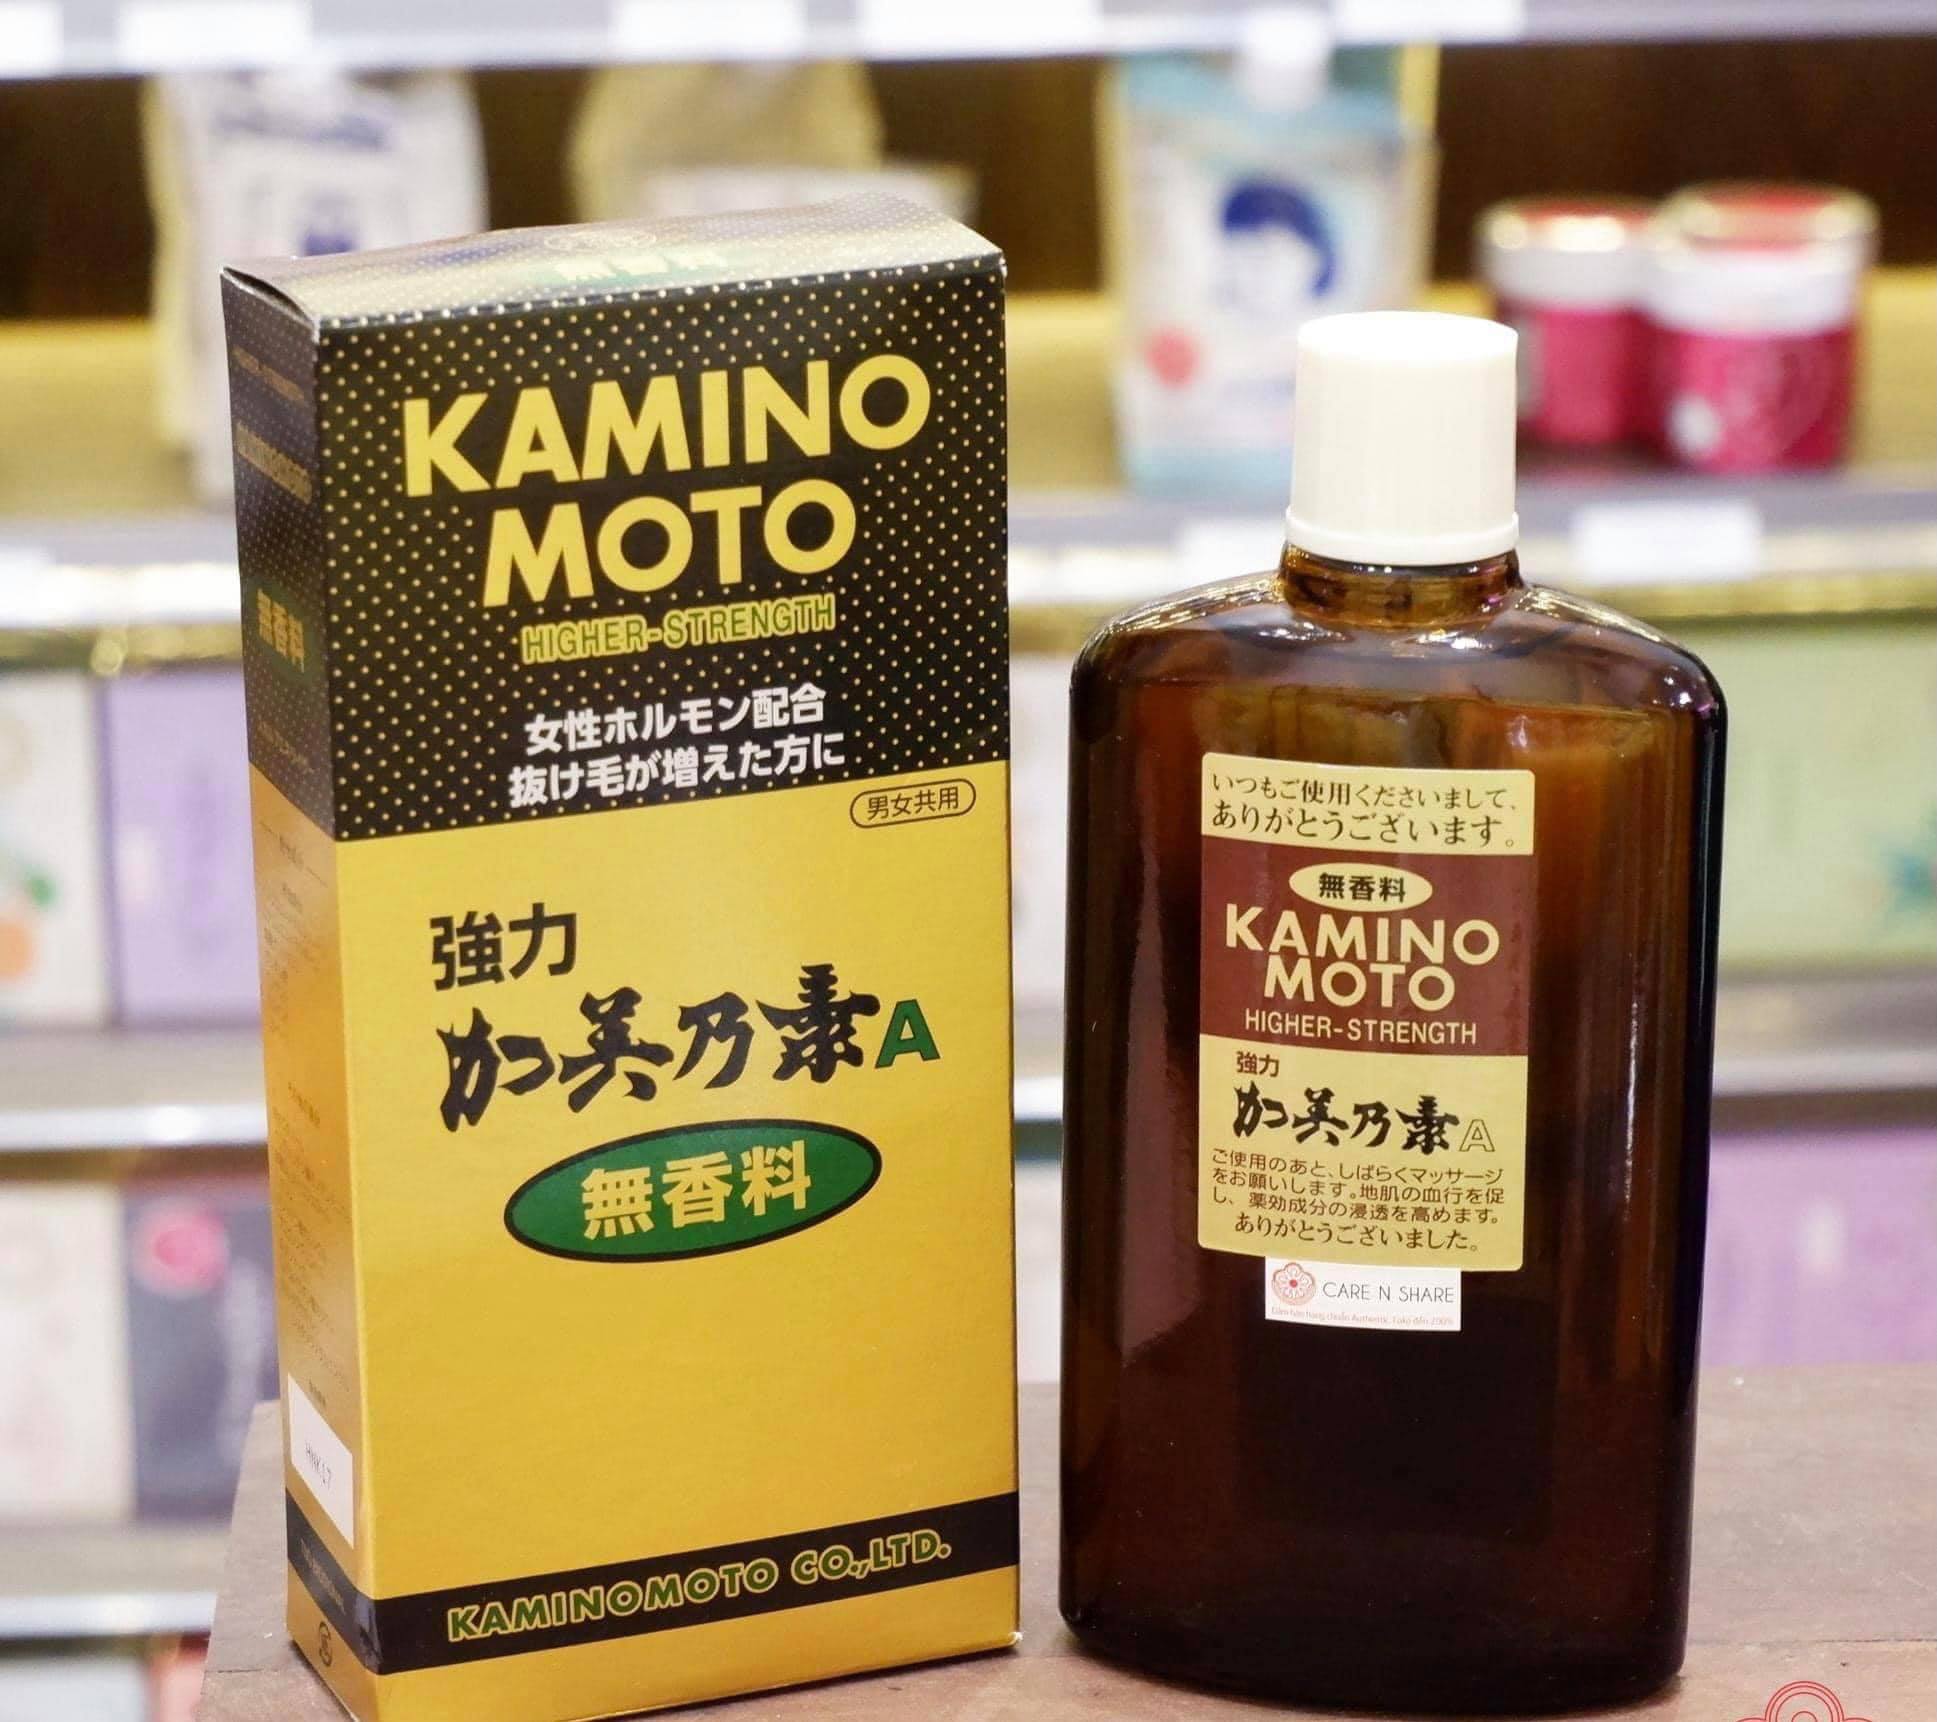 KAMINO
MOTO
HIGHER-STRENGTH
女性ホルモン配合
抜け毛が増えた方に
男女共用
強力
加美乃素A
無香料
KAMINOMOTO CO.,LTD.
無香料
HNK17
いつもご使用くださいまして、
ありがとうございます。
無香料
KAMINO
MOTO
HIGHER-STRENGTH
強力
加美乃素A
ご使用のあと、しばらくマッサージ
をお願いします。地肌の血行を促
し、薬効成分の浸透を高めます。
ありがとうございました。
CARE N SHARE